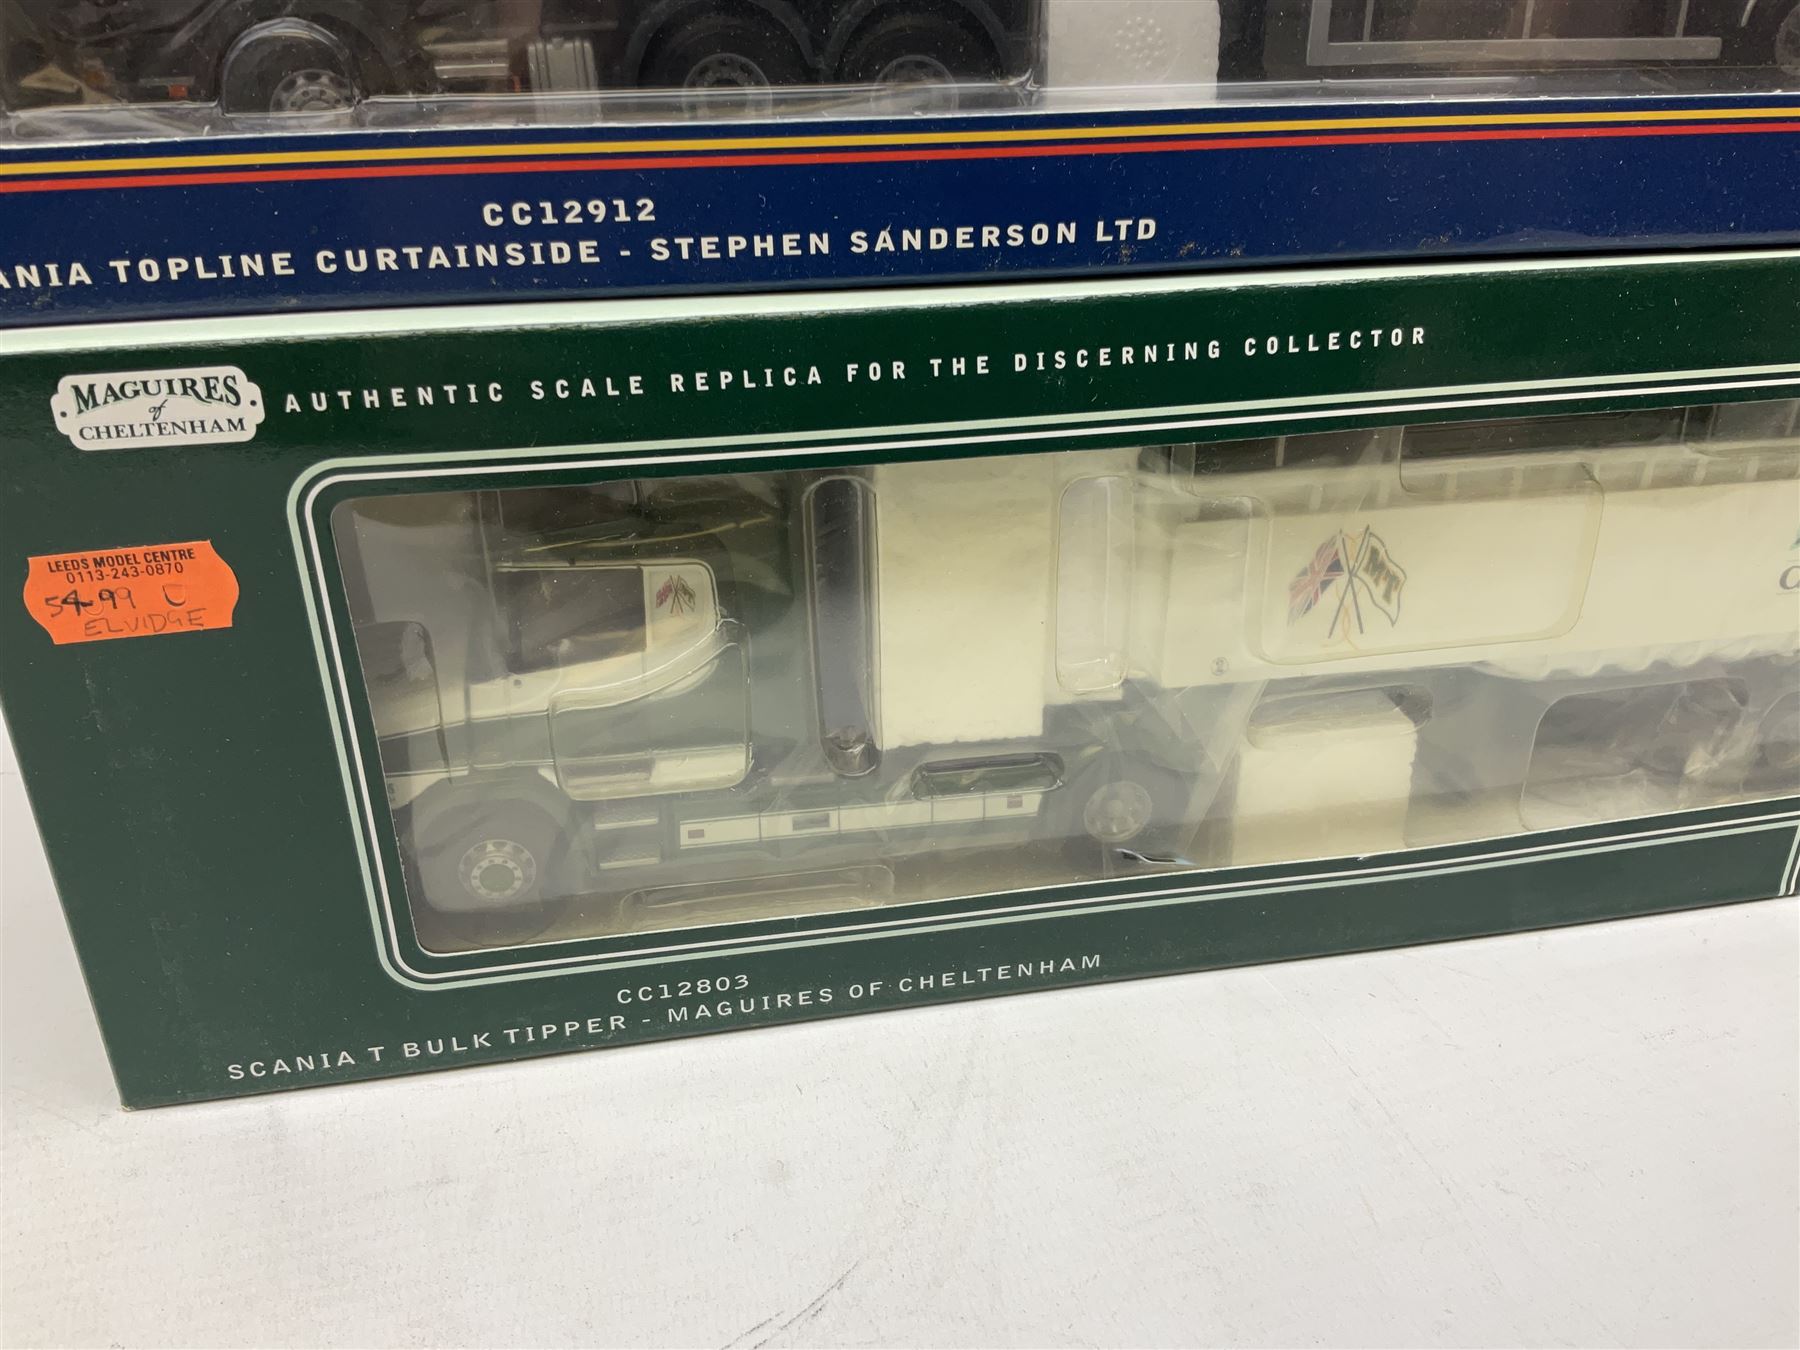 CC12912
ANIA TOPLINE CURTAINSIDE - STEPHEN SANDERSON LTD
MAGUIRES
of
CHELTENHAM
AUTHENTIC SCALE REPLICA FOR THE DISCERNING COLLECTOR
LEEDS MODEL CENTRE
0113-243-0870
54.99 C
ELVIDGE
MT
CC12803
SCANIA T BULK TIPPER - MAGUIRES OF CHELTENHAM